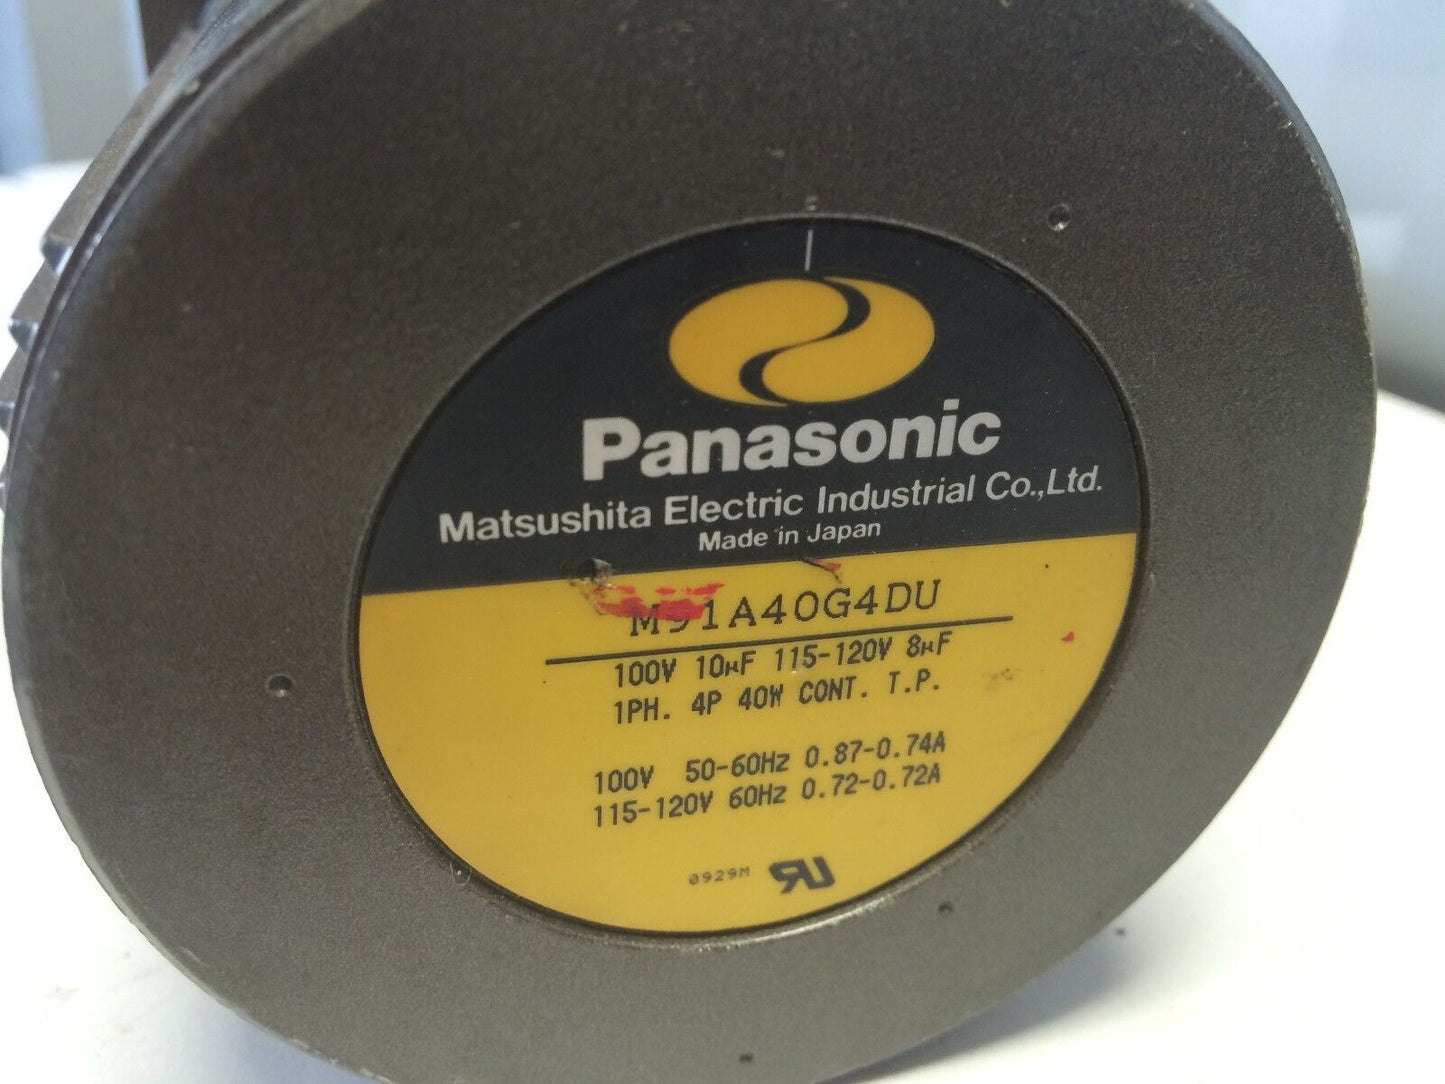 Panasonic
Matsushita Electric Industrial Co.,Ltd.
Made in Japan
M91A40G4DU
100V 10μF 115-120V 8μF
1PH. 4P 40W CONT. T.P.
100V 50-60Hz 0.87-0.74A
115-120V 60Hz 0.72-0.72A
0929M RU